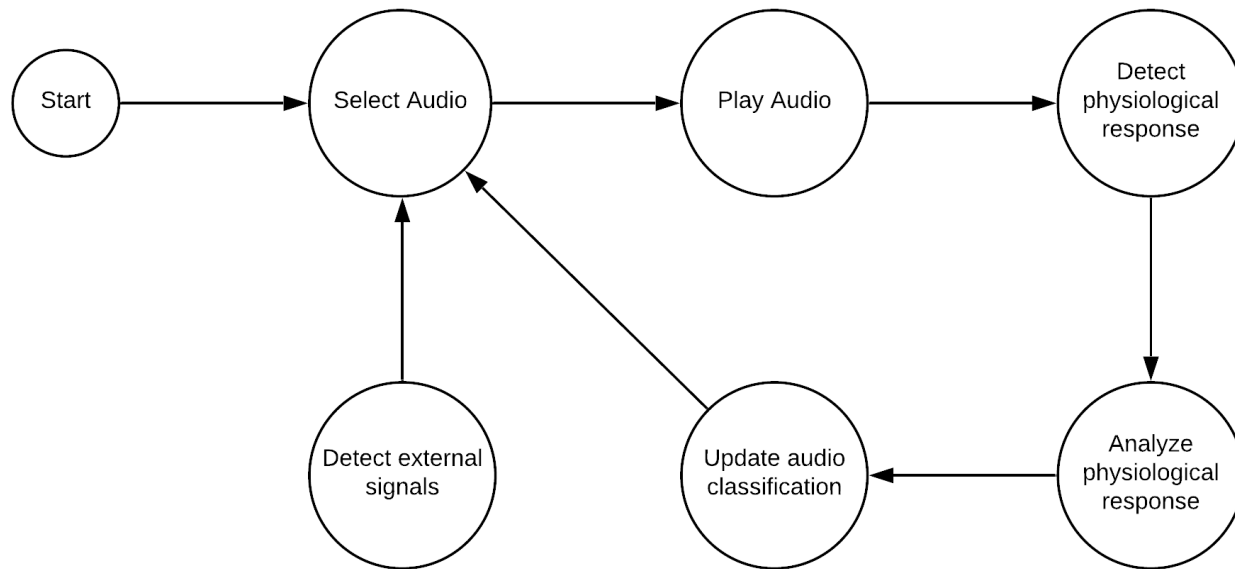 Start
Select Audio
Play Audio
Detect
physiological
response
Detect external
signals
Update audio
classification
Analyze
physiological
response